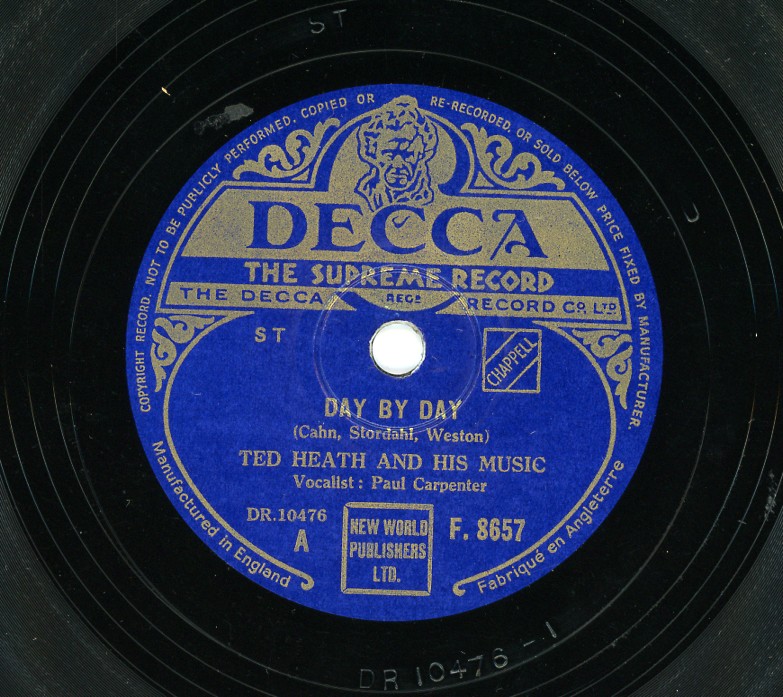 ST
COPYRIGHT RECORD. NOT TO BE PUBLICLY PERFORMED, COPIED OR RE-RECORDED, OR SOLD BELOW PRICE FIXED BY MANUFACTURER.
DECCA
THE SUPREME RECORD
THE DECCA REGD RECORD CO. LTD.
ST
CHAPPELL
DAY BY DAY
(Cahn, Stordahl, Weston)
TED HEATH AND HIS MUSIC
Vocalist : Paul Carpenter
DR.10476
A
NEW WORLD
PUBLISHERS
LTD.
F. 8657
Manufactured in England
Fabriqué en Angleterre
DR 10476 - 1